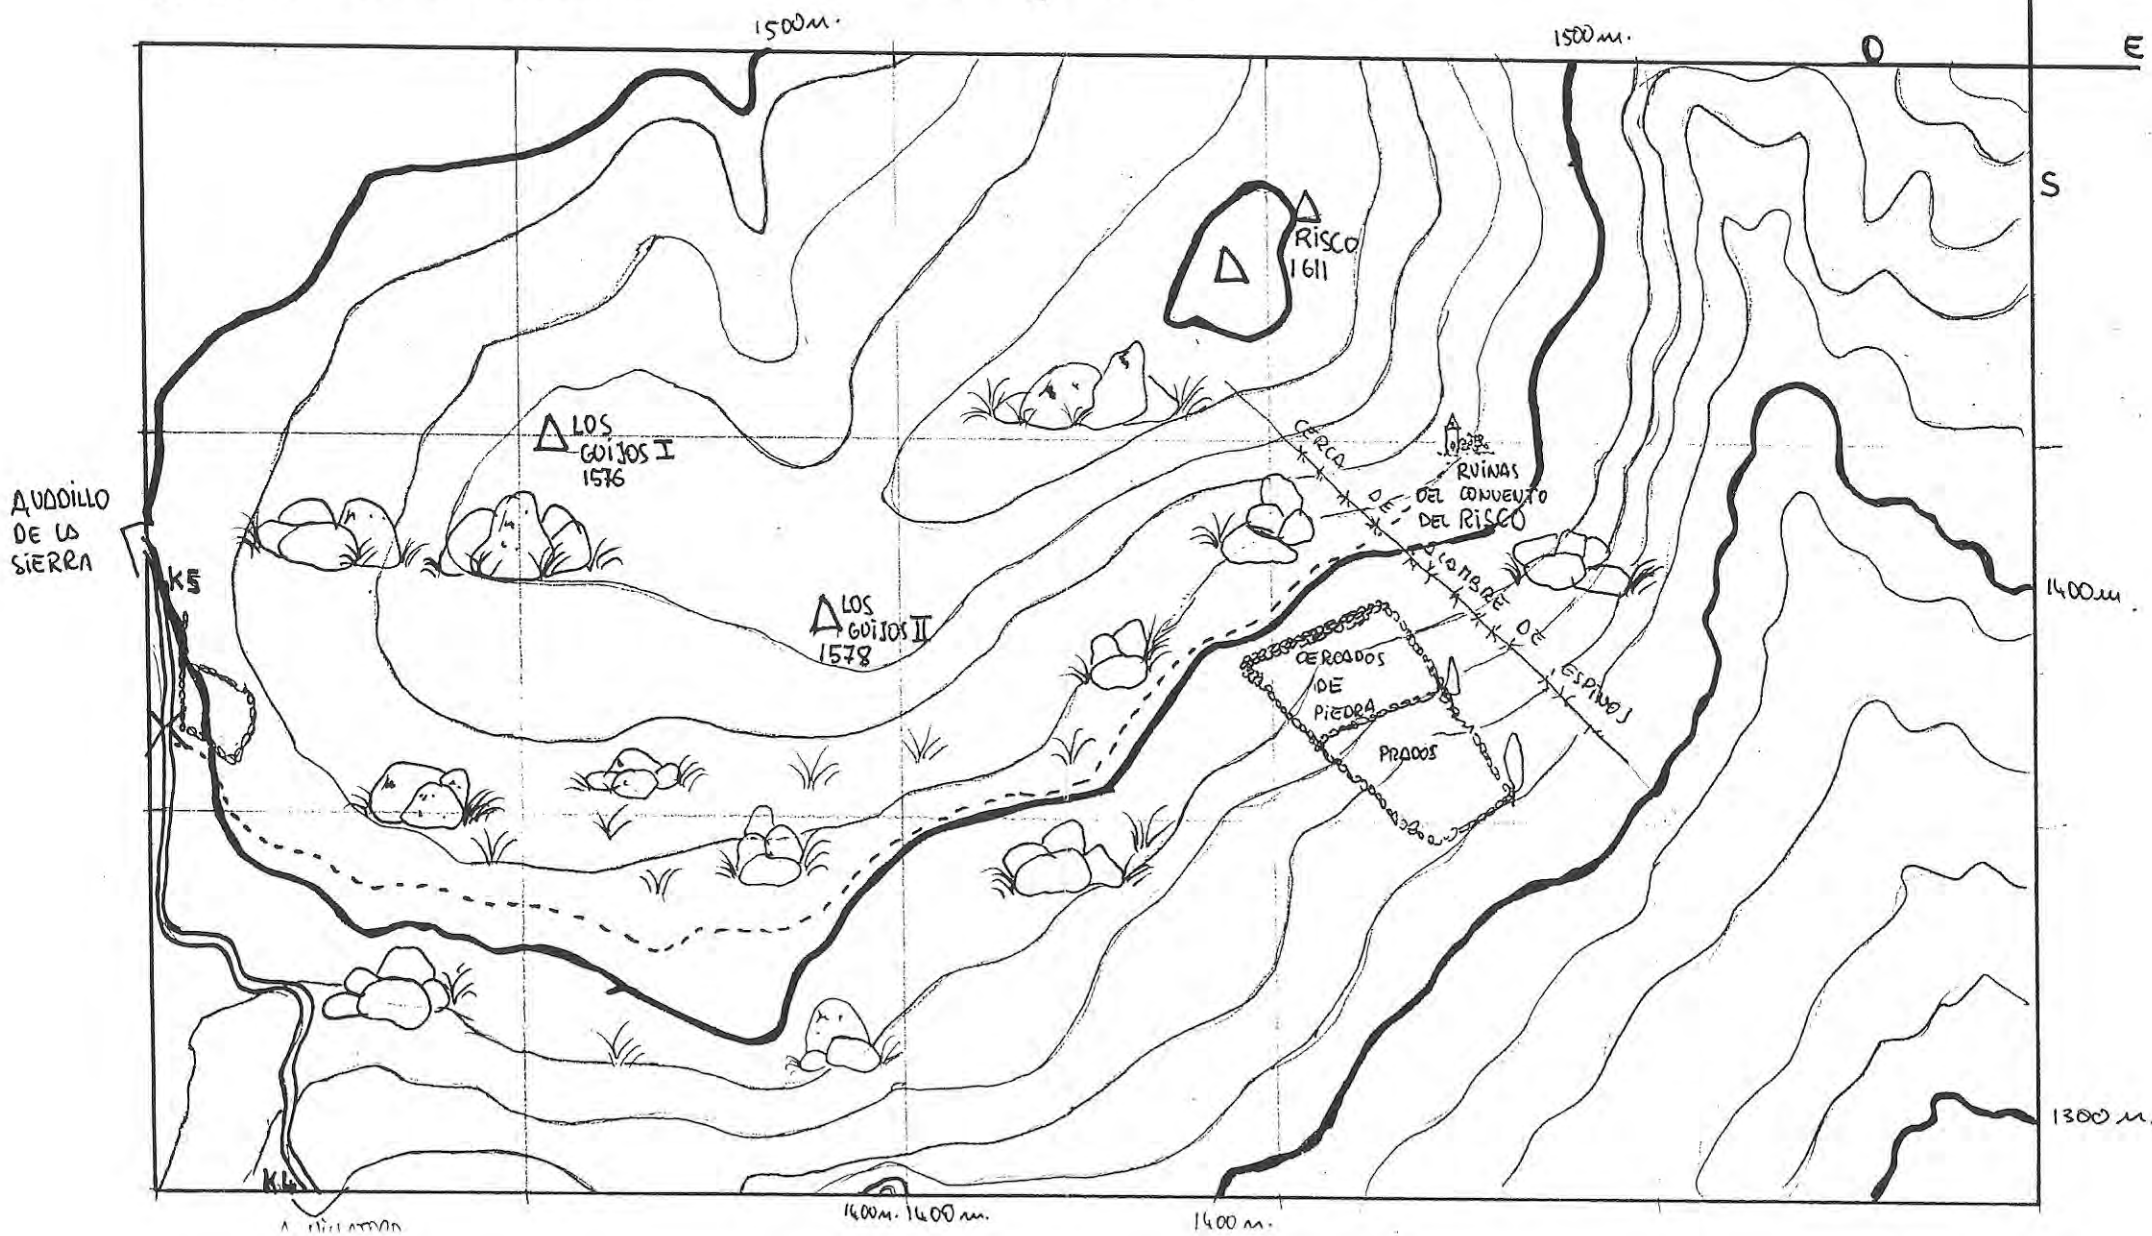 1500m.
1500m.
O
E
S
RISCO
1611
LOS
GUIJOS I
1576
AVADILLO
DE LA
SIERRA
K5
CERCA DE ALAMBRE DE ESPINOS
RUINAS
DEL CONVENTO
DEL RISCO
1400m.
LOS
GUIJOS II
1578
CERCADOS
DE
PIEDRA
PRADOS
1300m.
K4
1400m. 1400m.
1400m.